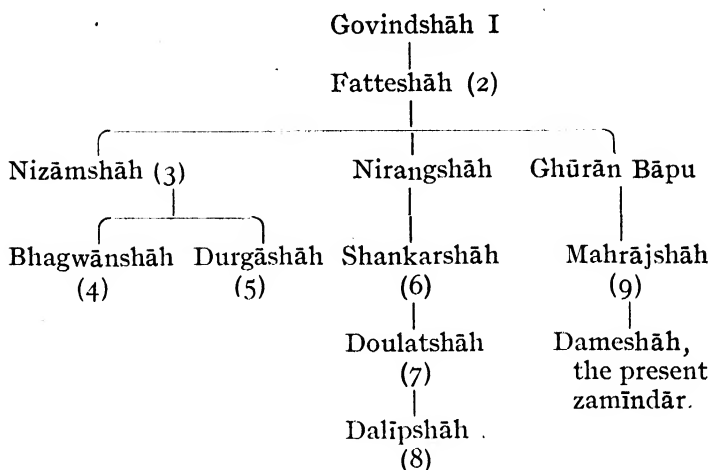 Govindshāh I
Fatteshāh (2)
Nizāmshāh (3) Nirangshāh Ghūrān Bāpu
Bhagwānshāh Durgāshāh Shankarshāh Mahrājshāh
(4) (5) (6) (9)
Doulatshāh Dameshāh,
(7) the present
zamīndār.
Dalīpshāh
(8)